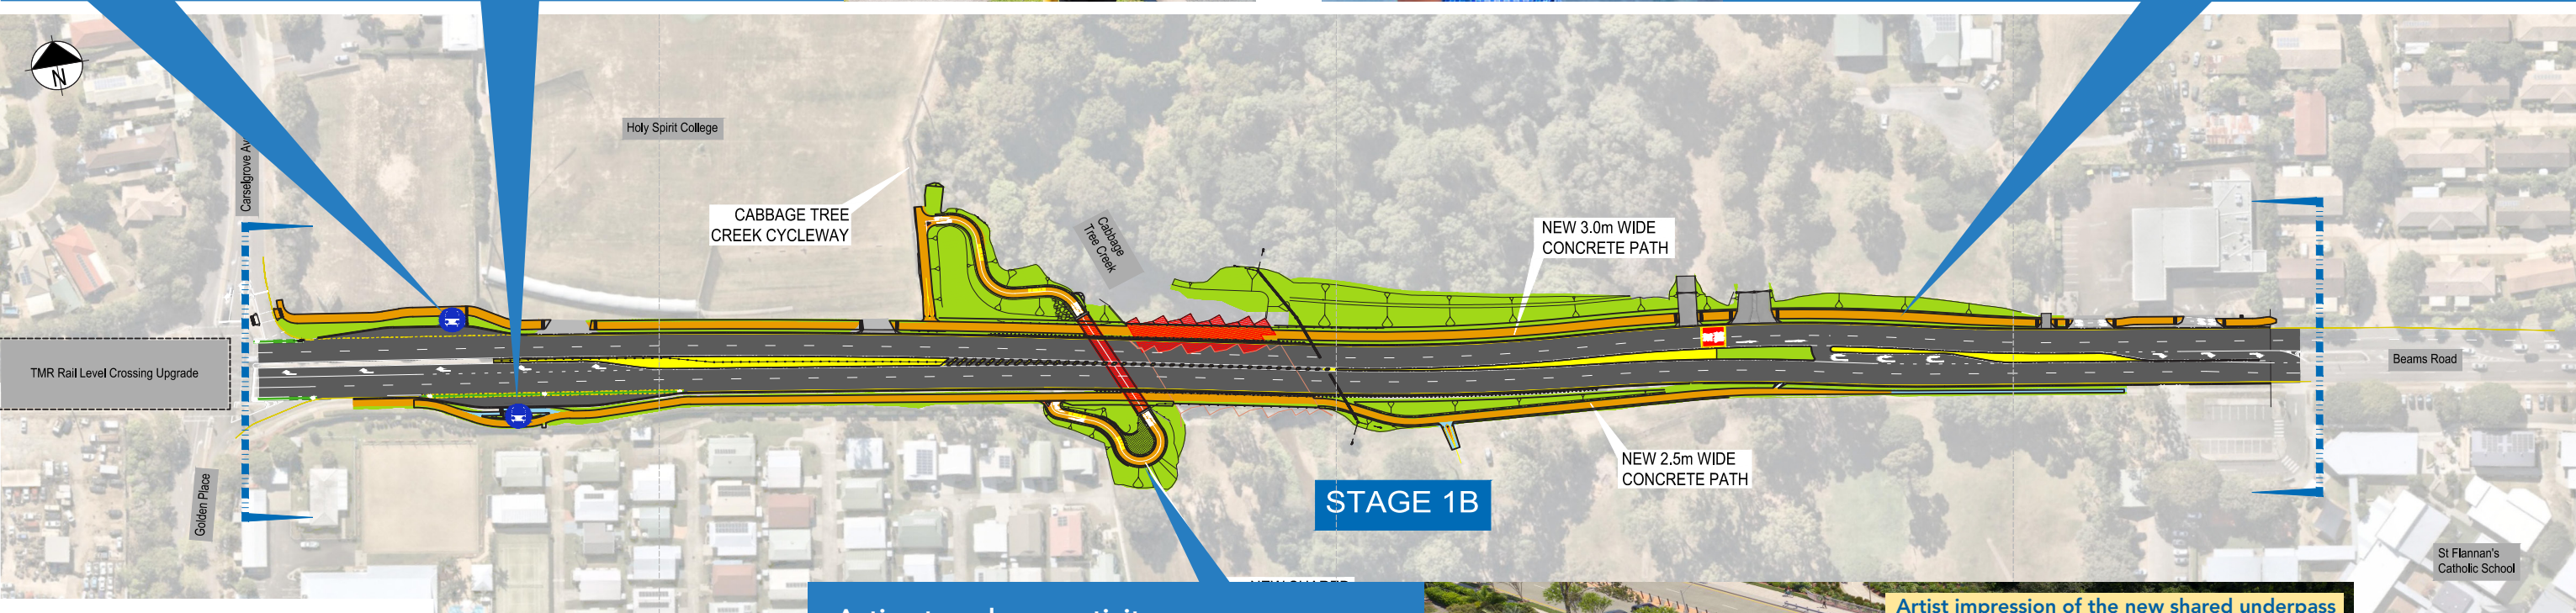 N
Carselgrove
Holy Spirit College
CABBAGE TREE
CREEK CYCLEWAY
Cabbage
Tree Creek
NEW 3.0m WIDE
CONCRETE PATH
TMR Rail Level Crossing Upgrade
Beams Road
Golden Place
NEW 2.5m WIDE
CONCRETE PATH
STAGE 1B
St Flannan's
Catholic School
Artist impression of the new shared underpass